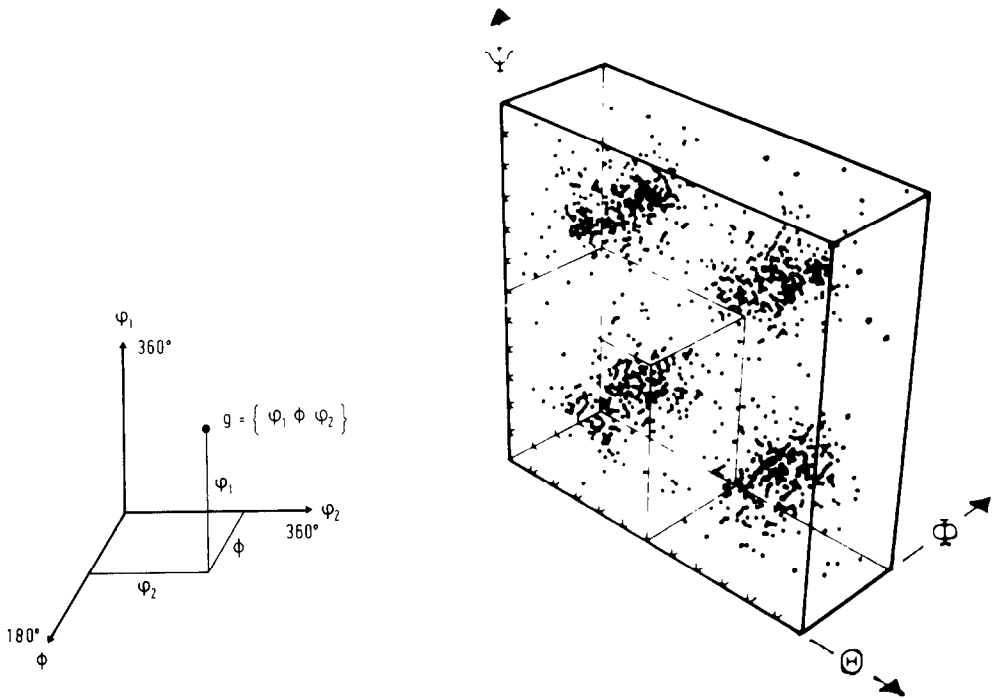 φ₁
360°
g = { φ₁ ϕ φ₂ }
φ₁
φ₂
360°
ϕ
φ₂
180°
ϕ
Ψ
Φ
Θ